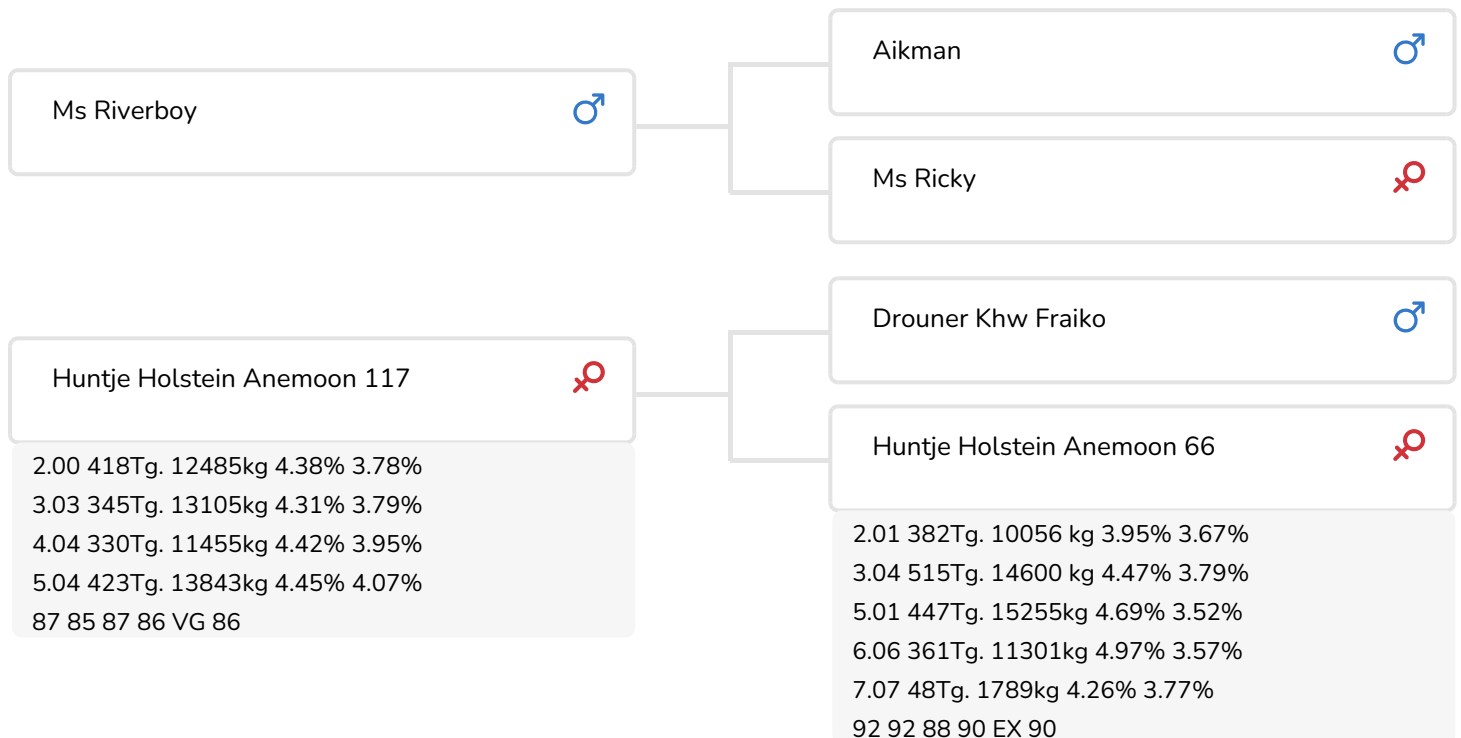 Aikman
Ms Riverboy
Ms Ricky
Drouner Khw Fraiko
Huntje Holstein Anemoon 117
2.00 418Tg. 12485kg 4.38% 3.78%
3.03 345Tg. 13105kg 4.31% 3.79%
4.04 330Tg. 11455kg 4.42% 3.95%
5.04 423Tg. 13843kg 4.45% 4.07%
87 85 87 86 VG 86
Huntje Holstein Anemoon 66
2.01 382Tg. 10056 kg 3.95% 3.67%
3.04 515Tg. 14600 kg 4.47% 3.79%
5.01 447Tg. 15255kg 4.69% 3.52%
6.06 361Tg. 11301kg 4.97% 3.57%
7.07 48Tg. 1789kg 4.26% 3.77%
92 92 88 90 EX 90